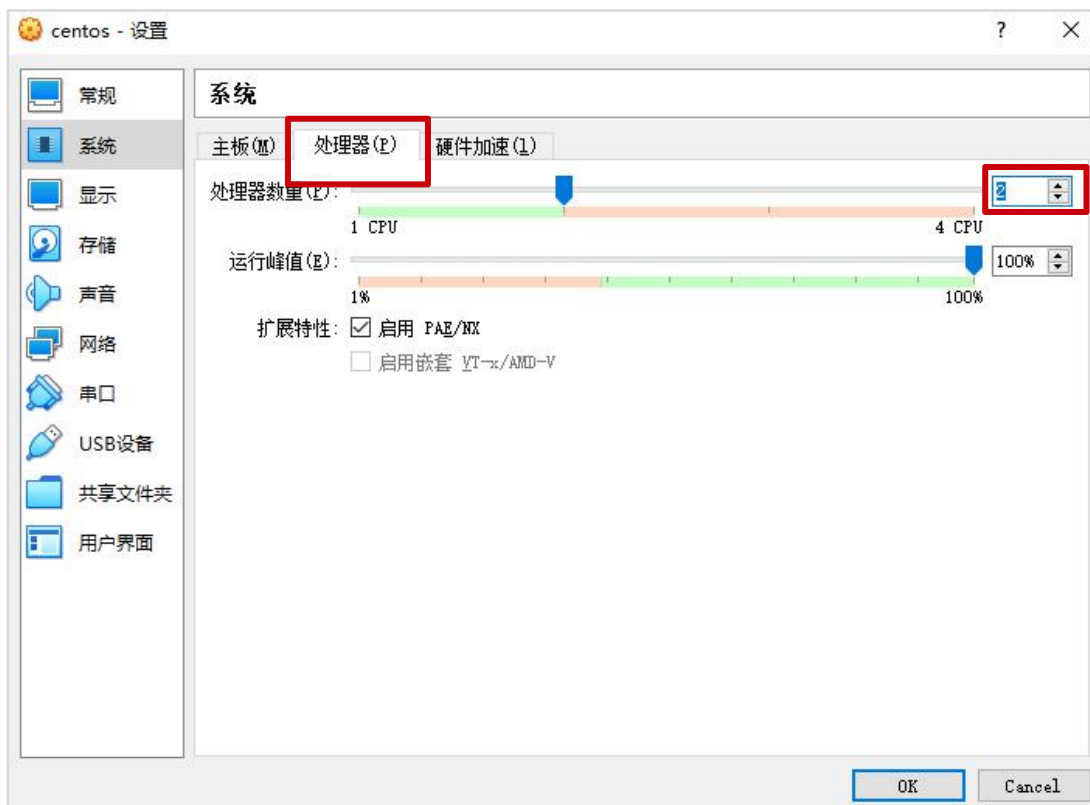 centos - 设置
?
常规
系统
显示
存储
声音
网络
串口
USB设备
共享文件夹
用户界面
系统
主板(M) 处理器(P) 硬件加速(l)
处理器数量(P): 2
1 CPU 4 CPU
运行峰值(E): 100%
1% 100%
扩展特性: 启用 PAE/NX
启用嵌套 VT-x/AMD-V
OK Cancel